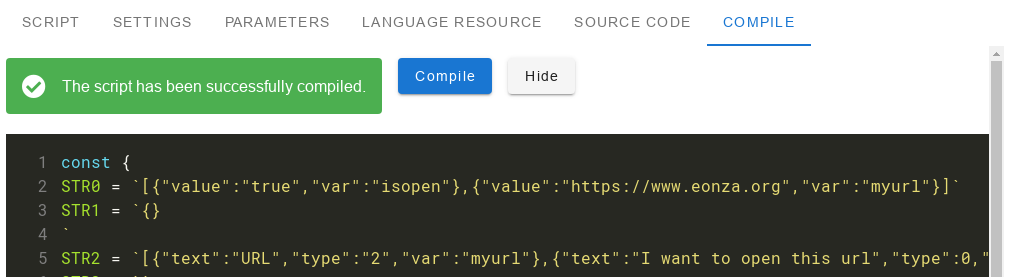 SCRIPT SETTINGS PARAMETERS LANGUAGE RESOURCE SOURCE CODE COMPILE
The script has been successfully compiled. Compile Hide
1 const {
2 STR0 = `[{"value":"true","var":"isopen"},{"value":"https://www.eonza.org","var":"myurl"}]`
3 STR1 = `{}
4 `
5 STR2 = `[{"text":"URL","type":"2","var":"myurl"},{"text":"I want to open this url","type":0,"